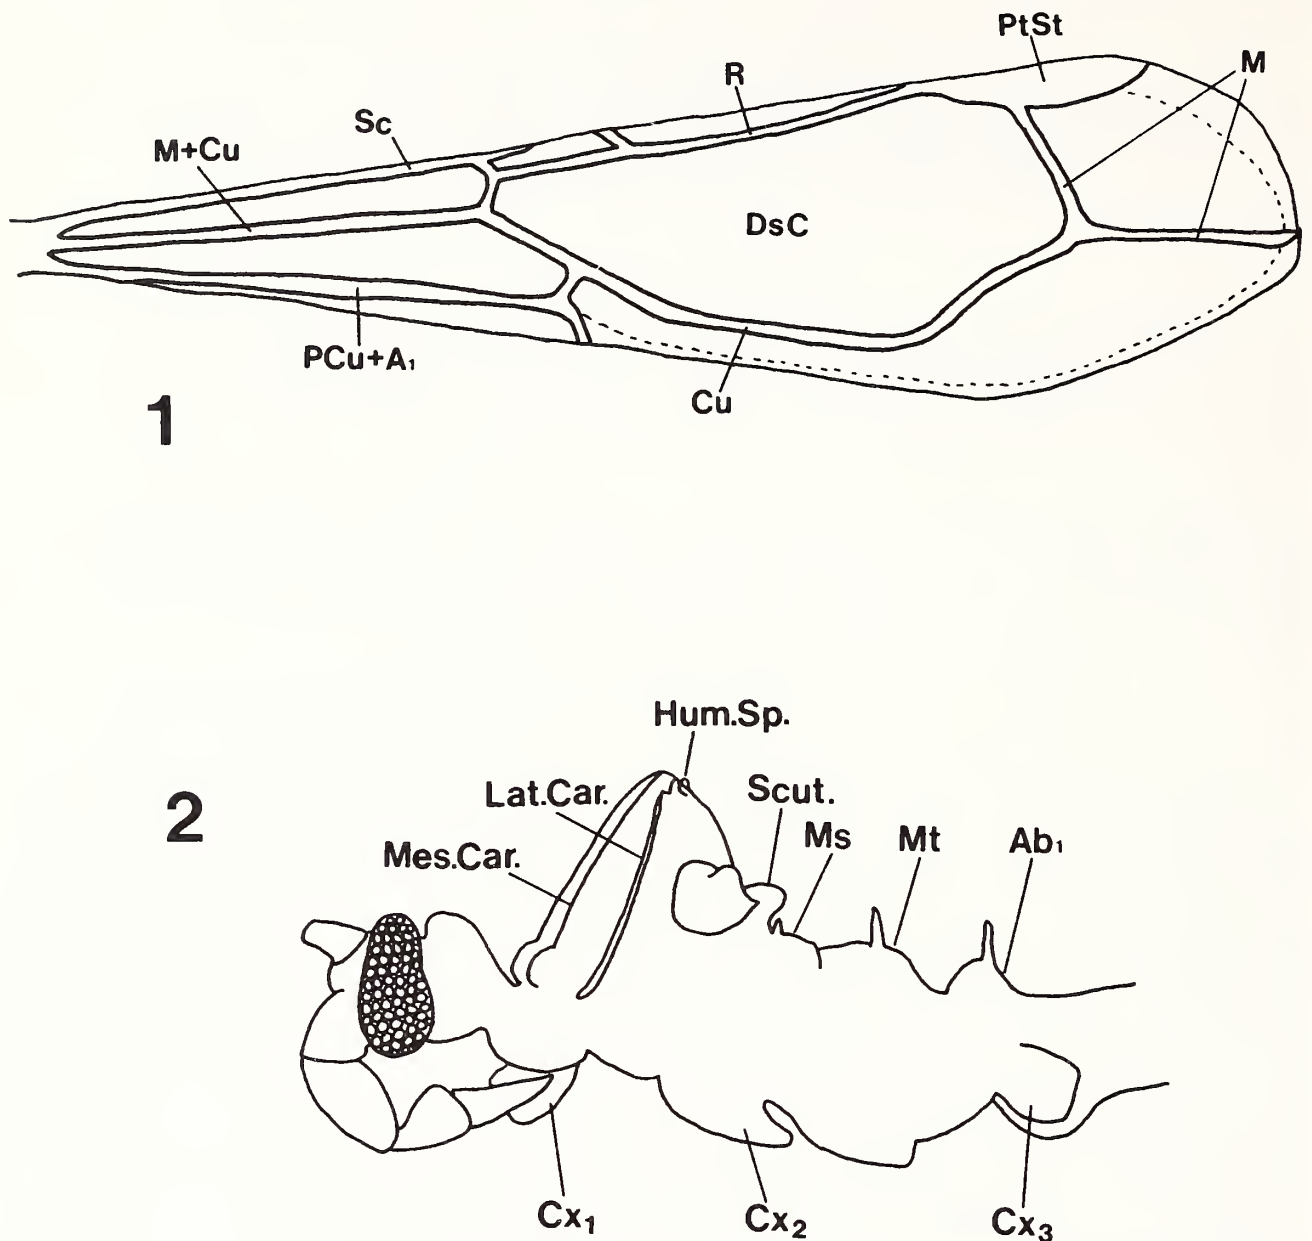 PtSt
R
M
Sc
M+Cu
DsC
PCu+A₁
Cu
1
Hum.Sp.
Lat.Car.
Scut.
2
Ms
Mt
Ab₁
Mes.Car.
Cx₁
Cx₂
Cx₃